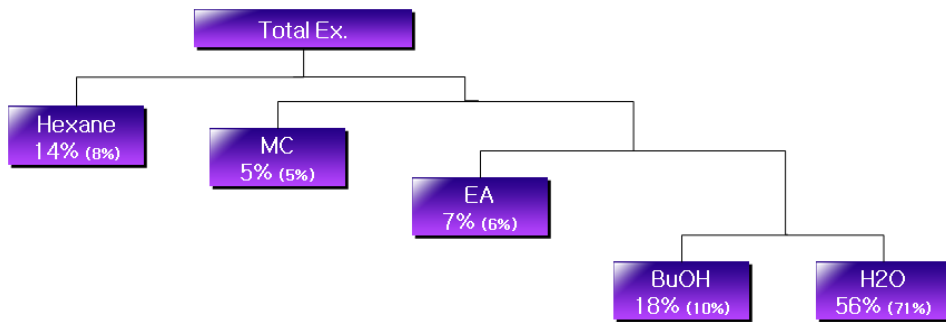 Total Ex.
Hexane
14% (8%)
MC
5% (5%)
EA
7% (6%)
BuOH
18% (10%)
H2O
56% (71%)